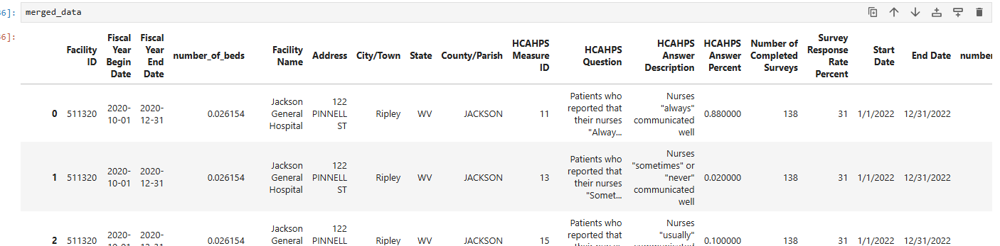 6]: merged_data
6]:
Facility ID Fiscal Year Begin Date Fiscal Year End Date number_of_beds Facility Name Address City/Town State County/Parish HCAHPS Measure ID HCAHPS Question HCAHPS Answer Description HCAHPS Answer Percent Number of Completed Surveys Survey Response Rate Percent Start Date End Date number
0 511320 2020-10-01 2020-12-31 0.026154 Jackson General Hospital 122 PINNELL ST Ripley WV JACKSON 11 Patients who reported that their nurses "Alway... Nurses "always" communicated well 0.880000 138 31 1/1/2022 12/31/2022
1 511320 2020-10-01 2020-12-31 0.026154 Jackson General Hospital 122 PINNELL ST Ripley WV JACKSON 13 Patients who reported that their nurses "Somet... Nurses "sometimes" or "never" communicated well 0.020000 138 31 1/1/2022 12/31/2022
2 511320 2020-10-01 2020-12-31 0.026154 Jackson General 122 PINNELL Ripley WV JACKSON 15 Patients who reported that Nurses "usually" 0.100000 138 31 1/1/2022 12/31/2022